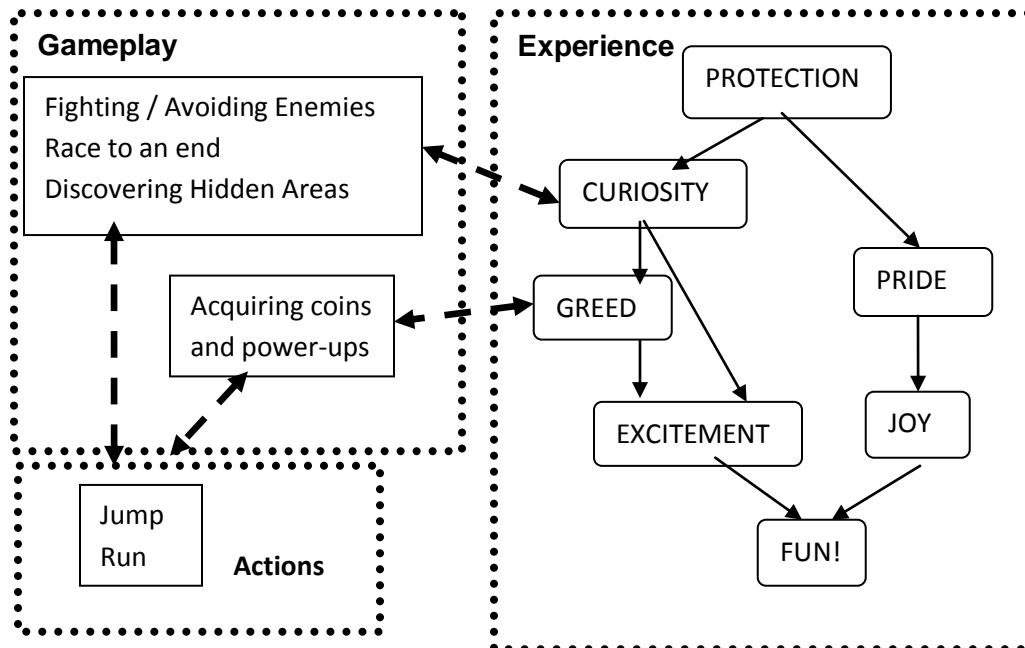 Gameplay
Fighting / Avoiding Enemies
Race to an end
Discovering Hidden Areas
Acquiring coins
and power-ups
Jump
Run
Actions
Experience
PROTECTION
CURIOSITY
GREED
PRIDE
EXCITEMENT
JOY
FUN!